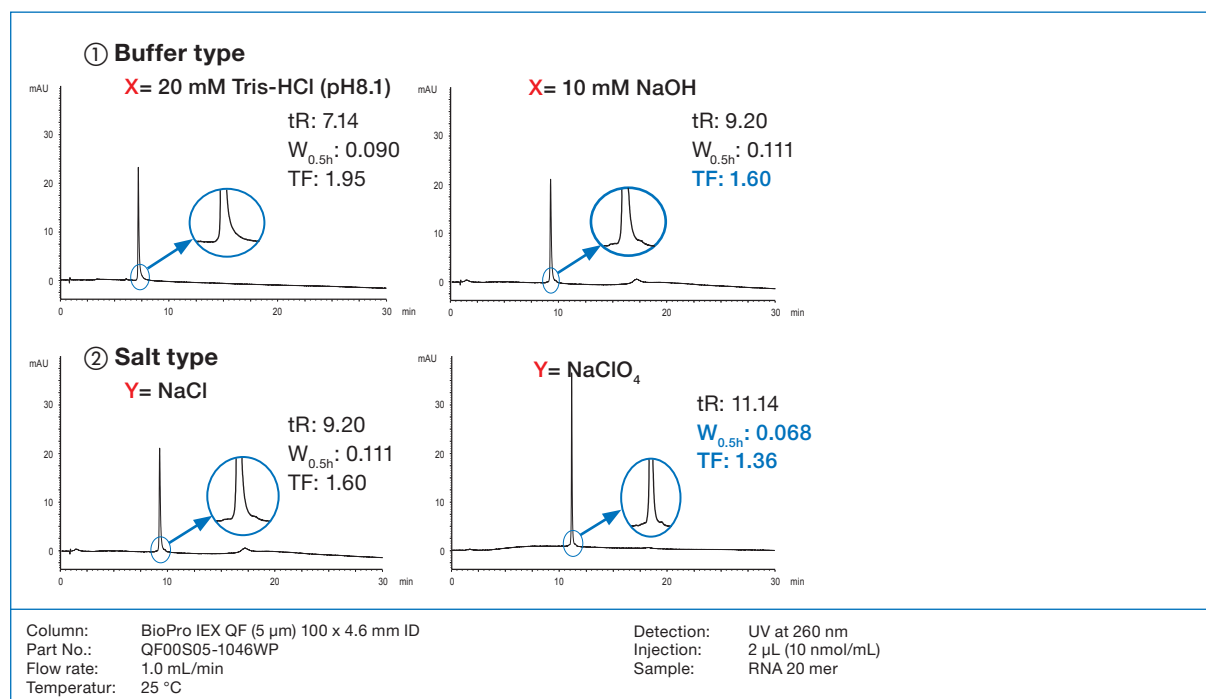 ① Buffer type
X= 20 mM Tris-HCl (pH8.1)
mAU
tR: 7.14
W0.5h: 0.090
TF: 1.95
30
20
10
0
0 10 20 30 min
X= 10 mM NaOH
mAU
tR: 9.20
W0.5h: 0.111
TF: 1.60
30
20
10
0
0 10 20 30 min
② Salt type
Y= NaCl
mAU
tR: 9.20
W0.5h: 0.111
TF: 1.60
30
20
10
0
0 10 20 30 min
Y= NaClO4
mAU
tR: 11.14
W0.5h: 0.068
TF: 1.36
30
20
10
0
0 10 20 30 min
Column: BioPro IEX QF (5 µm) 100 x 4.6 mm ID
Part No.: QF00S05-1046WP
Flow rate: 1.0 mL/min
Temperatur: 25 °C
Detection: UV at 260 nm
Injection: 2 µL (10 nmol/mL)
Sample: RNA 20 mer